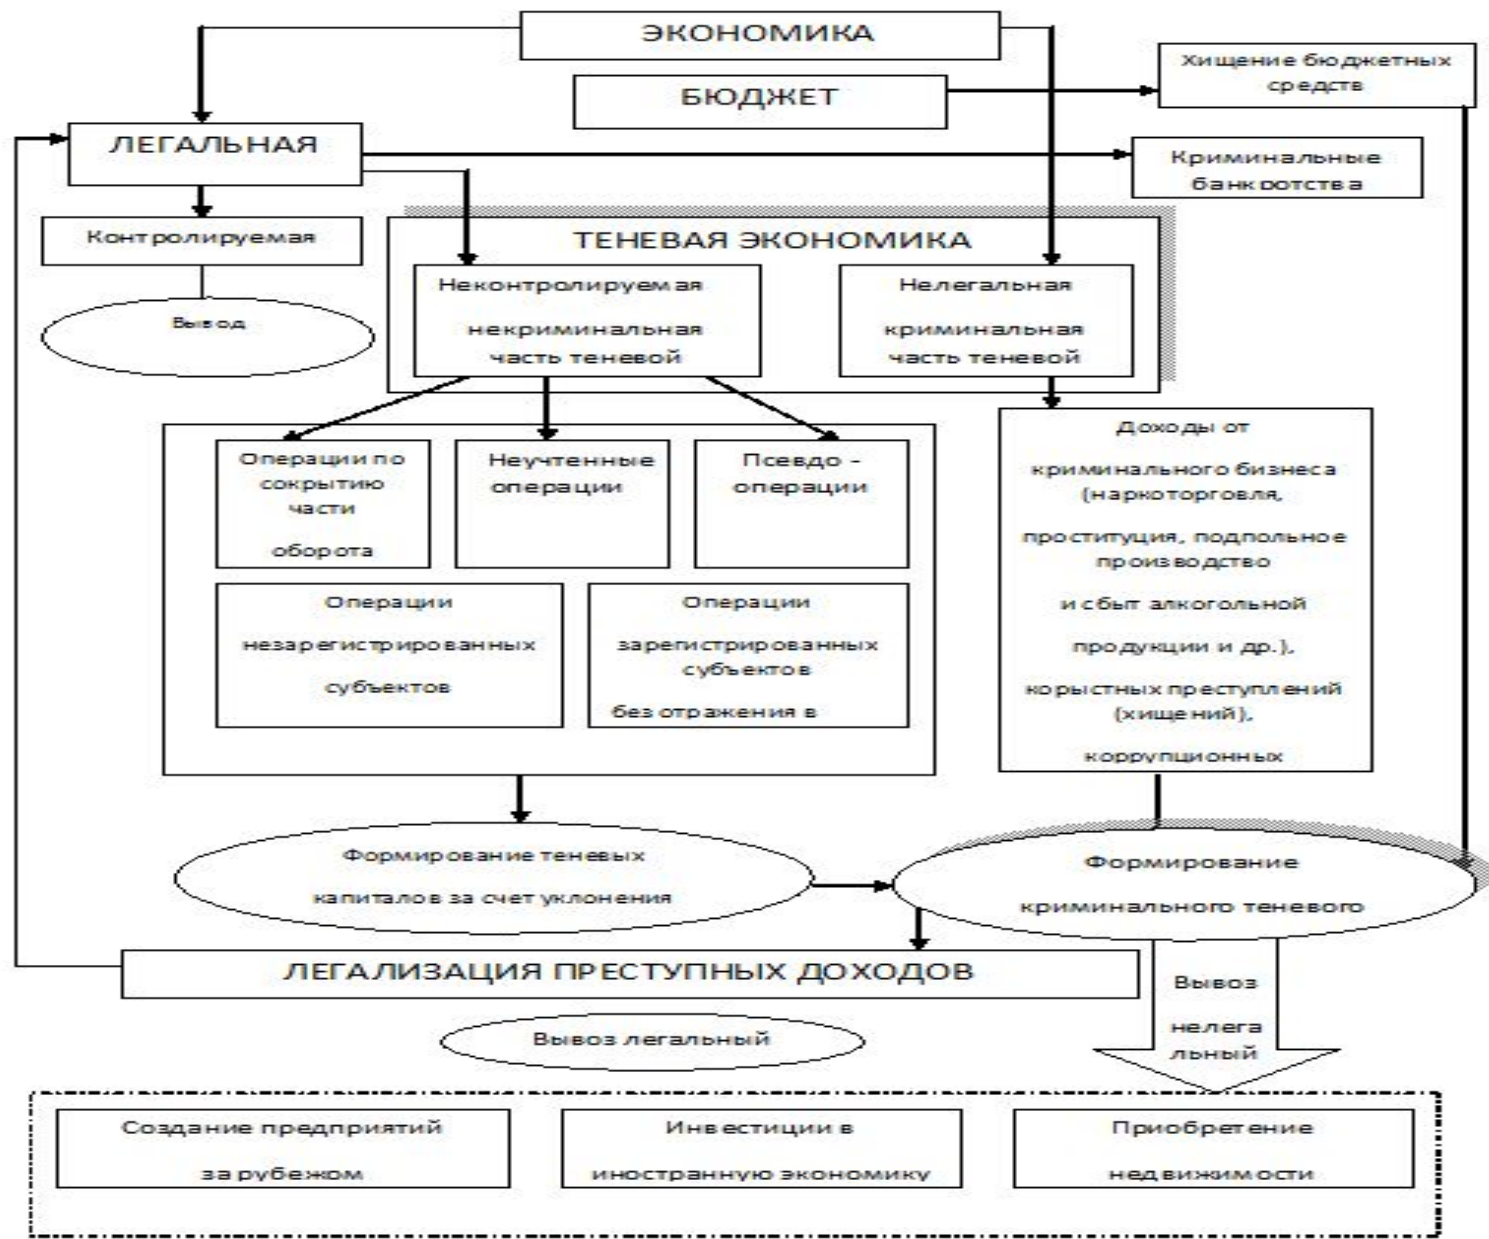 ЭКОНОМИКА
БЮДЖЕТ
Хищение бюджетных
средств
ЛЕГАЛЬНАЯ
Криминальные
банкротства
Контролируемая
Вывод
ТЕНЕВАЯ ЭКОНОМИКА
Неконтролируемая
некриминальная
часть теневой
Нелегальная
криминальная
часть теневой
Операции по
сокрытию
части
оборота
Неучтенные
операции
Псевдо -
операции
Операции
незарегистрированных
субъектов
Операции
зарегистрированных
субъектов
без отражения в
Доходы от
криминального бизнеса
(наркоторговля,
проституция, подпольное
производство
и сбыт алкогольной
продукции и др.),
корыстных преступлений
(хищений),
коррупционных
Формирование теневых
капиталов за счет уклонения
Формирование
криминального теневого
ЛЕГАЛИЗАЦИЯ ПРЕСТУПНЫХ ДОХОДОВ
Вывоз
нелега
льный
Вывоз легальный
Создание предприятий
за рубежом
Инвестиции в
иностранную экономику
Приобретение
недвижимости